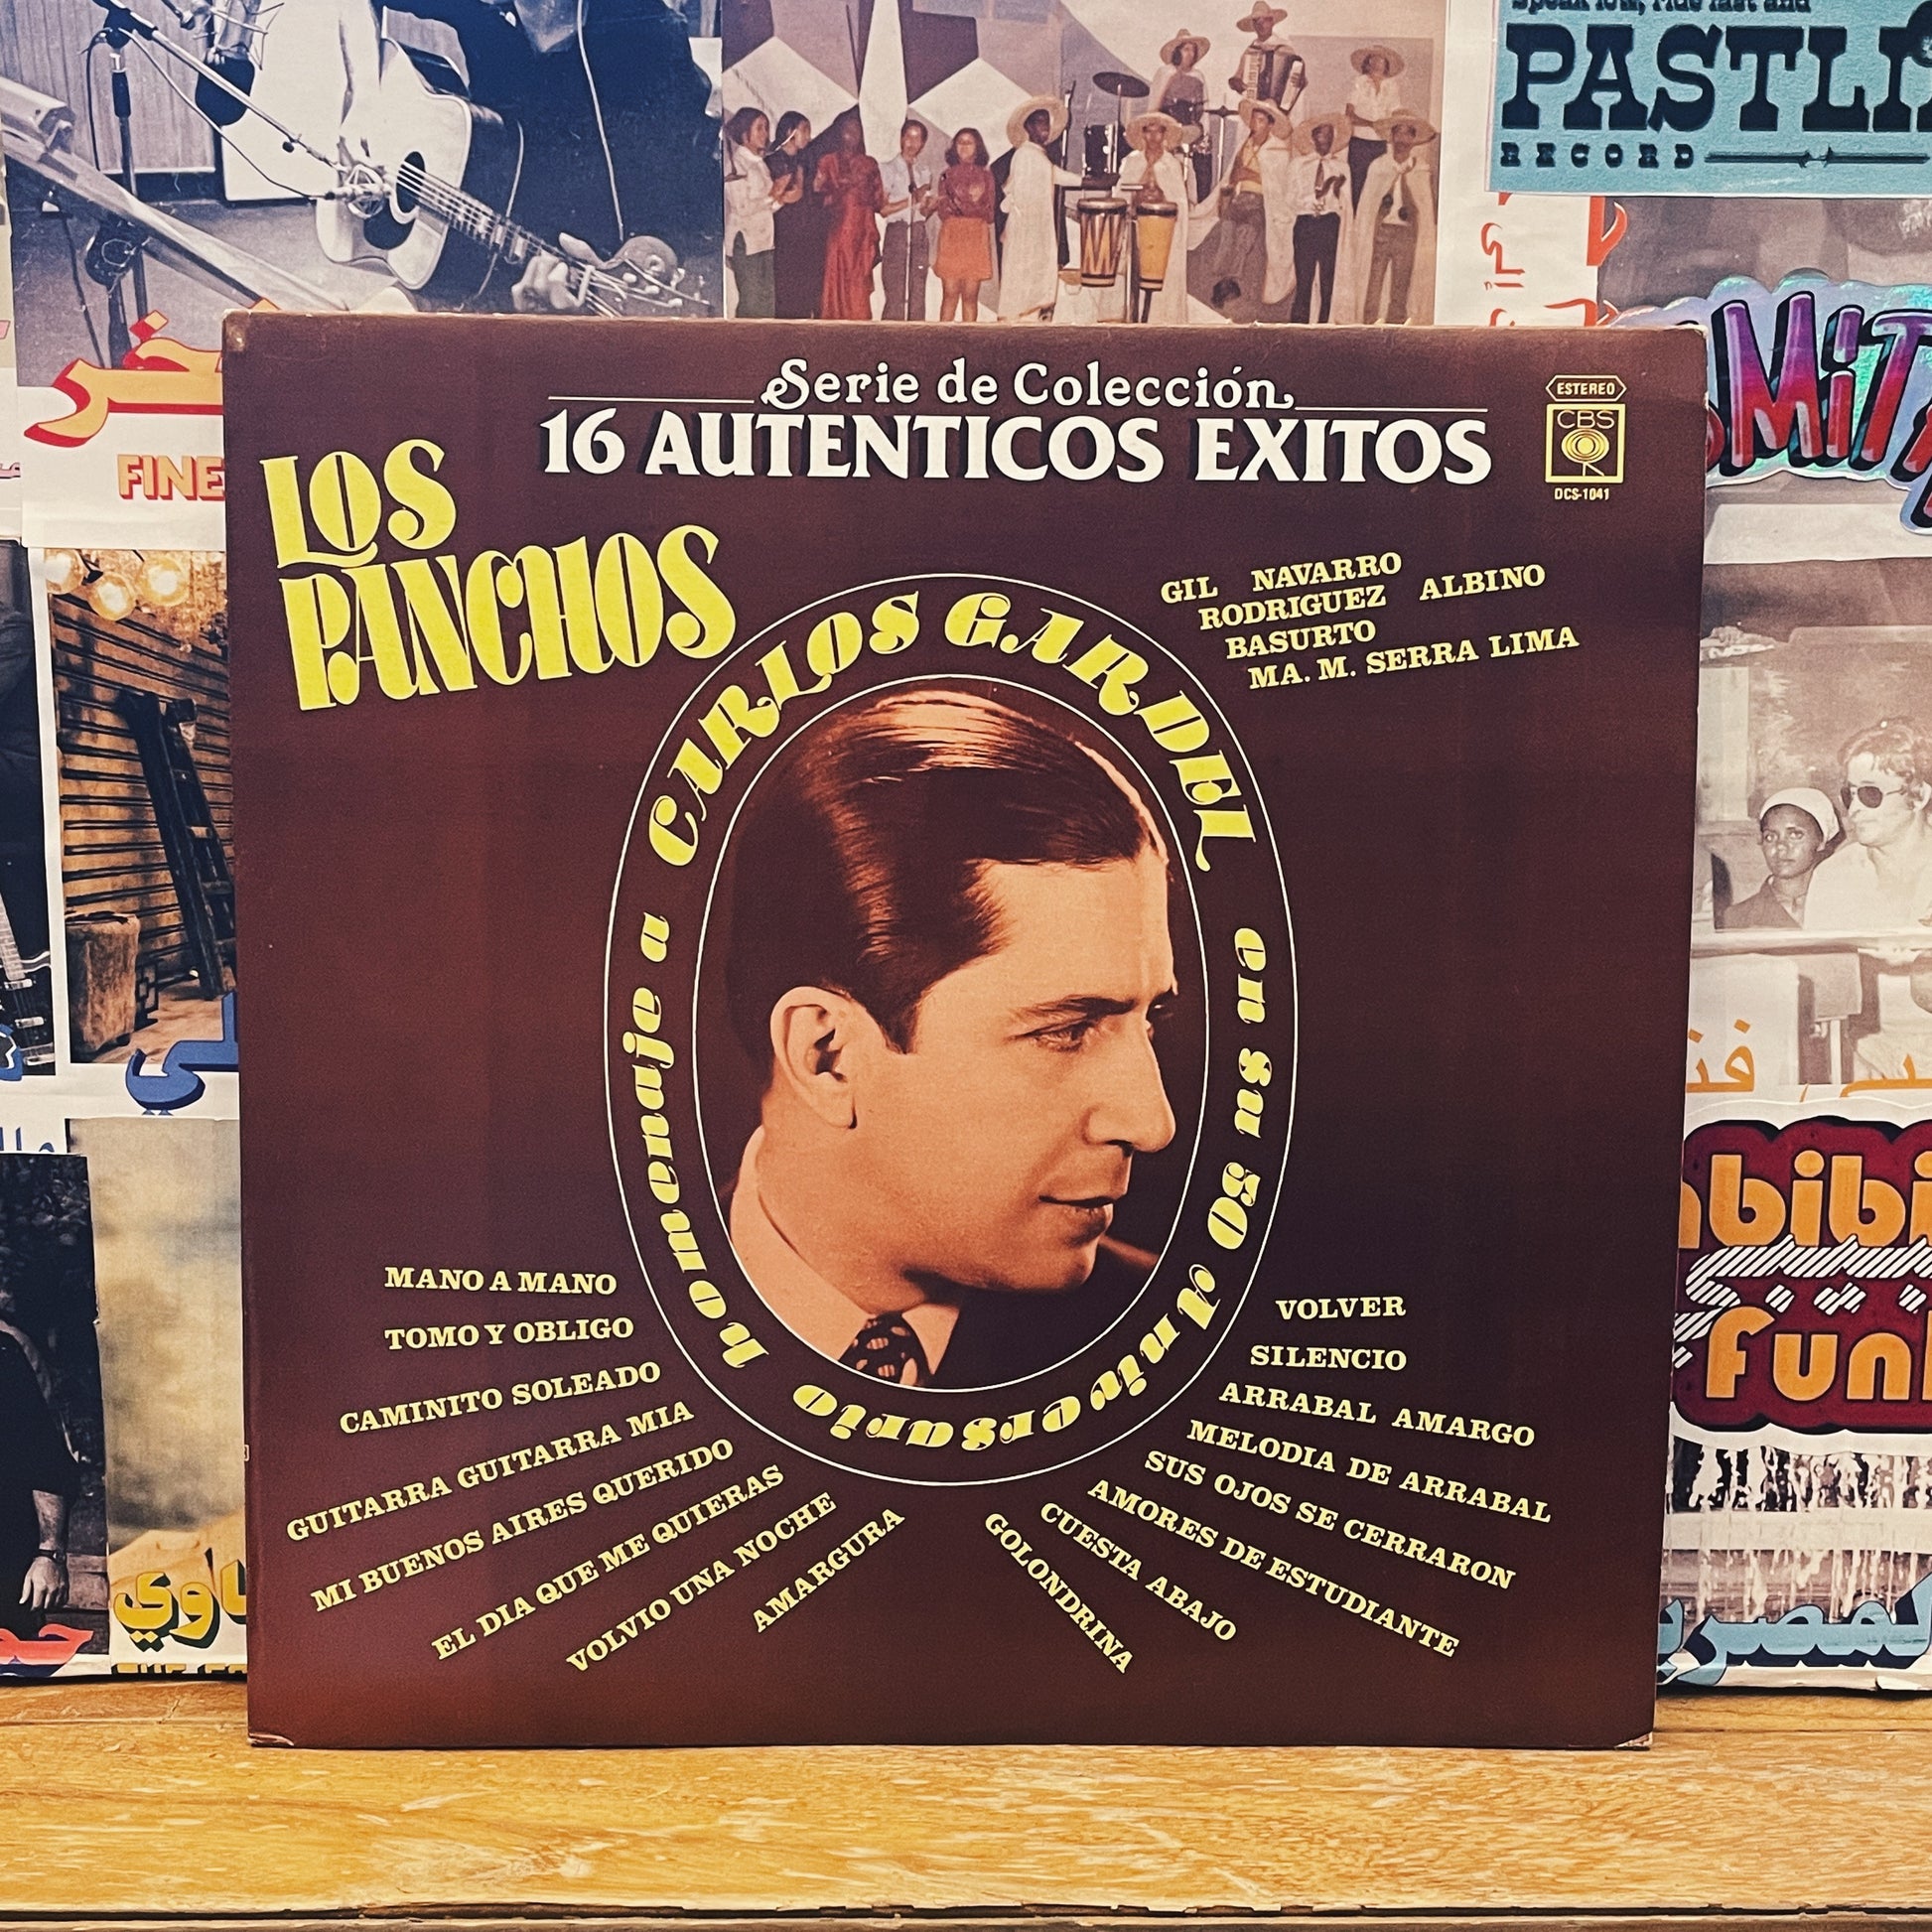 PASTLI
RECORD
خر
FINE
Serie de Colección
16 AUTENTICOS EXITOS
ESTEREO
CBS
DCS-1041
LOS
PANCHOS
GIL NAVARRO
RODRIGUEZ ALBINO
BASURTO
MA. M. SERRA LIMA
homenaje a CARLOS GARDEL en su 50 Aniversario
MANO A MANO
TOMO Y OBLIGO
CAMINITO SOLEADO
GUITARRA GUITARRA MIA
MI BUENOS AIRES QUERIDO
EL DIA QUE ME QUIERAS
VOLVIO UNA NOCHE
AMARGURA
VOLVER
SILENCIO
ARRABAL AMARGO
MELODIA DE ARRABAL
SUS OJOS SE CERRARON
AMORES DE ESTUDIANTE
CUESTA ABAJO
GOLONDRINA
bibi
funk